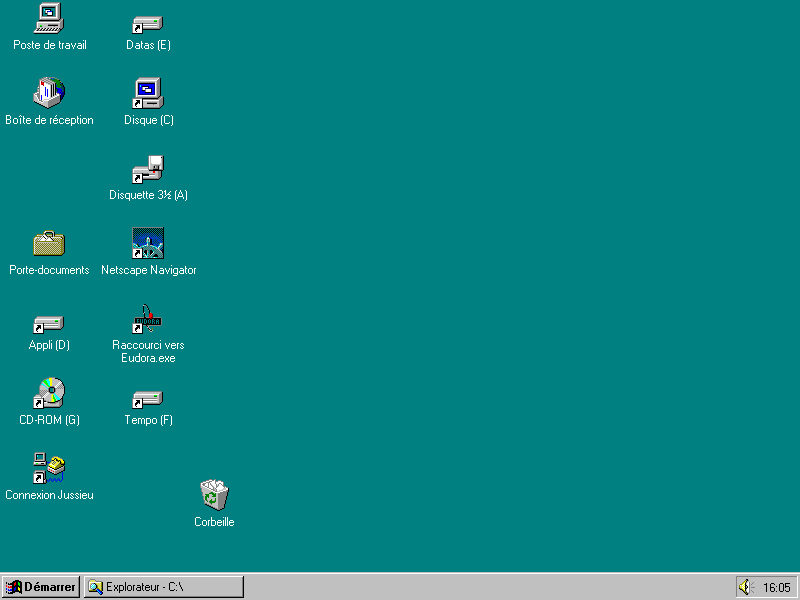 Poste de travail
Datas (E)
Boîte de réception
Disque (C)
Disquette 3½ (A)
Porte-documents
Netscape Navigator
EUDORA
Appli (D)
Raccourci vers
Eudora.exe
CD-ROM (G)
Tempo (F)
Connexion Jussieu
Corbeille
Démarrer
Explorateur - C:\
16:05